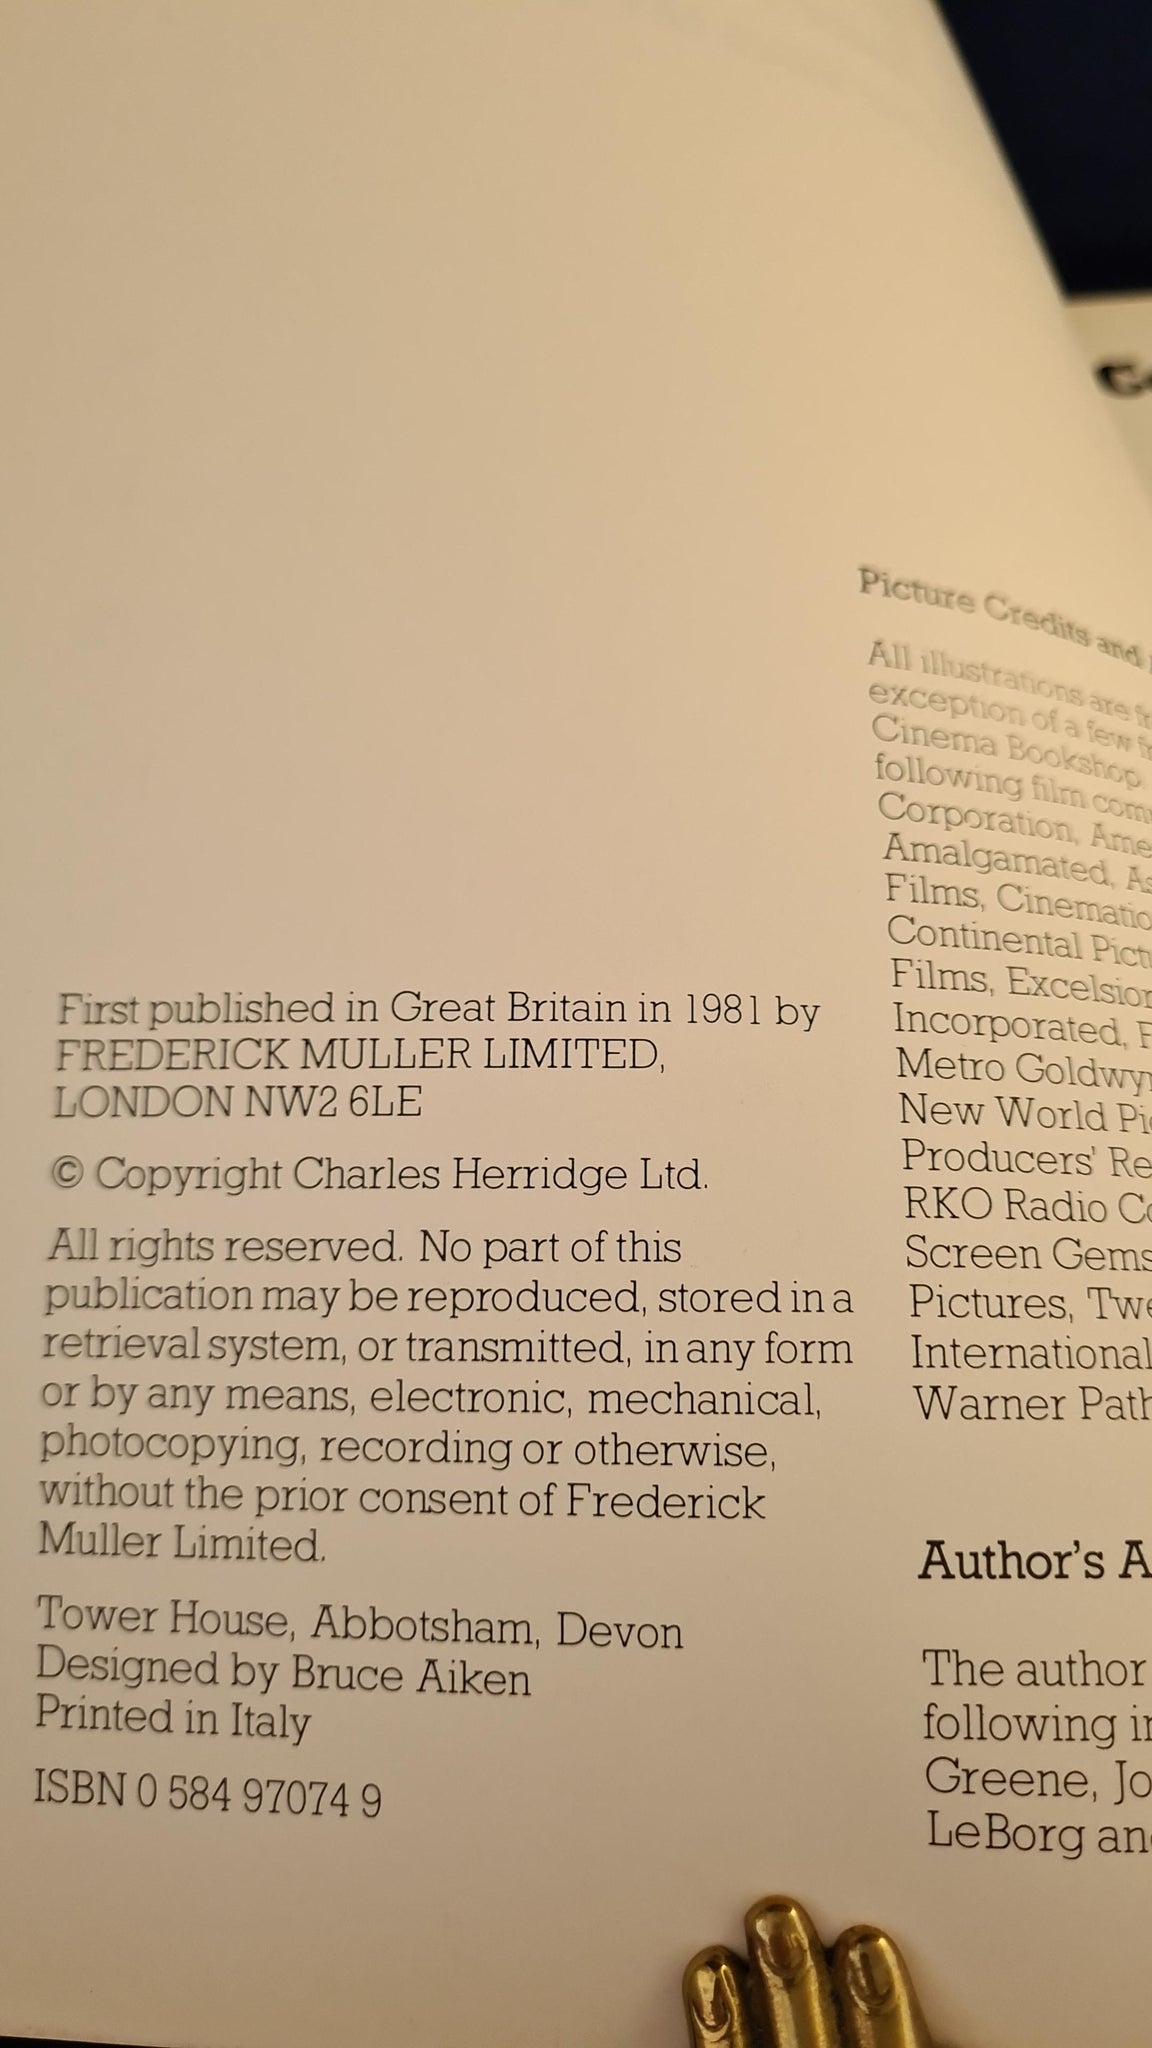 First published in Great Britain in 1981 by
FREDERICK MULLER LIMITED,
LONDON NW2 6LE
© Copyright Charles Herridge Ltd.
All rights reserved. No part of this
publication may be reproduced, stored in a
retrieval system, or transmitted, in any form
or by any means, electronic, mechanical,
photocopying, recording or otherwise,
without the prior consent of Frederick
Muller Limited.
Tower House, Abbotsham, Devon
Designed by Bruce Aiken
Printed in Italy
ISBN 0 584 97074 9
Picture Credits and
All illustrations are
exception of a few
Cinema Bookshop.
following film
Corporation,
Amalgamated,
Films,
Continental
Films,
Incorporated,
Metro
New World
Producers'
RKO Radio
Screen Gems
Pictures,
International
Warner
Author's
The author
following
Greene,
LeBorg